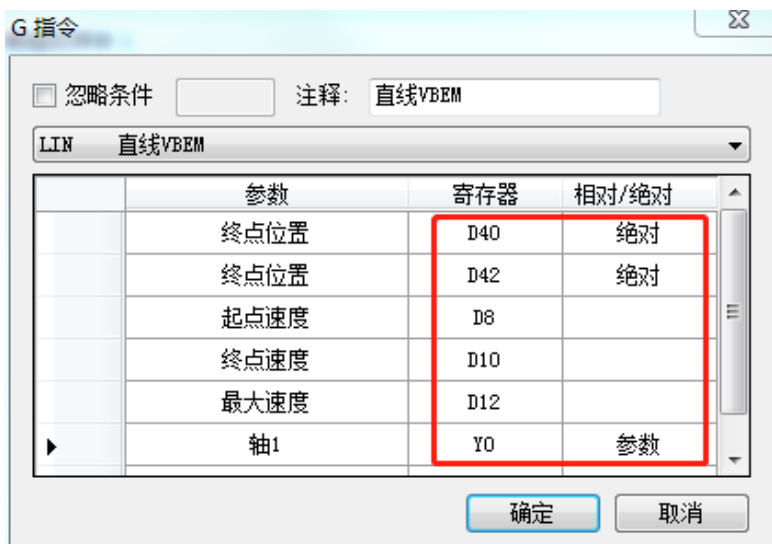 G 指令
忽略条件 注释: 直线VBEM
LIN 直线VBEM
参数 寄存器 相对/绝对
终点位置 D40 绝对
终点位置 D42 绝对
起点速度 D8
终点速度 D10
最大速度 D12
轴1 Y0 参数
确定 取消